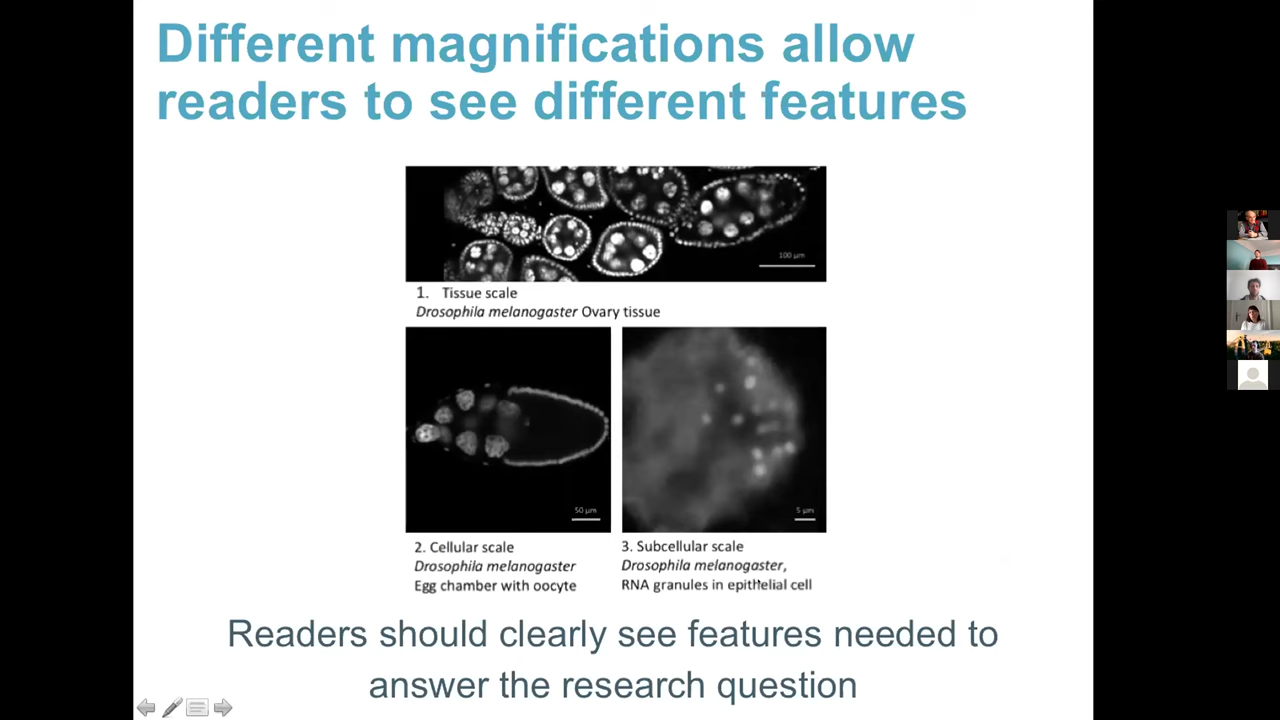 Different magnifications allow
readers to see different features
100 µm
1. Tissue scale
Drosophila melanogaster Ovary tissue
50 µm
5 µm
2. Cellular scale
Drosophila melanogaster
Egg chamber with oocyte
3. Subcellular scale
Drosophila melanogaster,
RNA granules in epithelial cell
Readers should clearly see features needed to
answer the research question